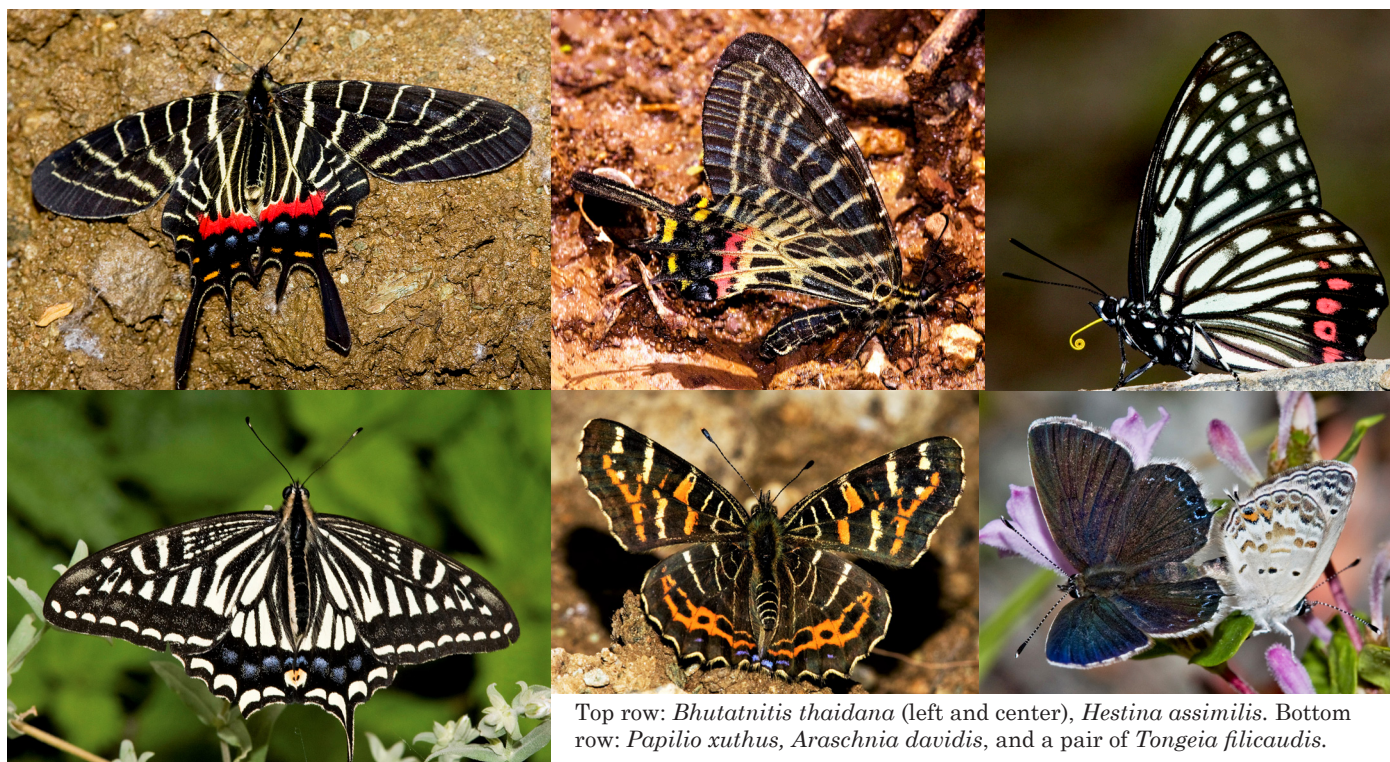 Top row: Bhutatnitis thaidana (left and center), Hestina assimilis. Bottom
row: Papilio xuthus, Araschnia davidis, and a pair of Tongeia filicaudis.